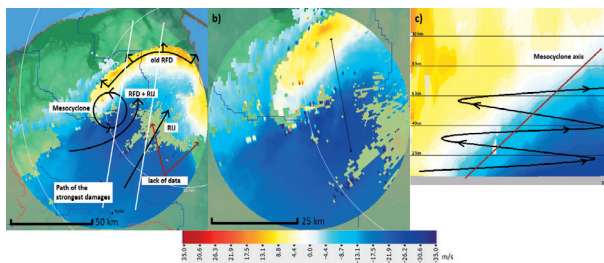 old RFD
RFD + RIJ
Mesocyclone
RIJ
Path of the
strongest damages
lack of data
50 km
b)
25 km
c)
Mesocyclone axis
10 km
8 km
6 km
4 km
2 km
35.0
30.6
26.3
21.9
17.5
13.1
8.8
4.4
0.0
-4.4
-8.7
-13.1
-17.5
-21.9
-26.3
-30.6
-35.0
m/s